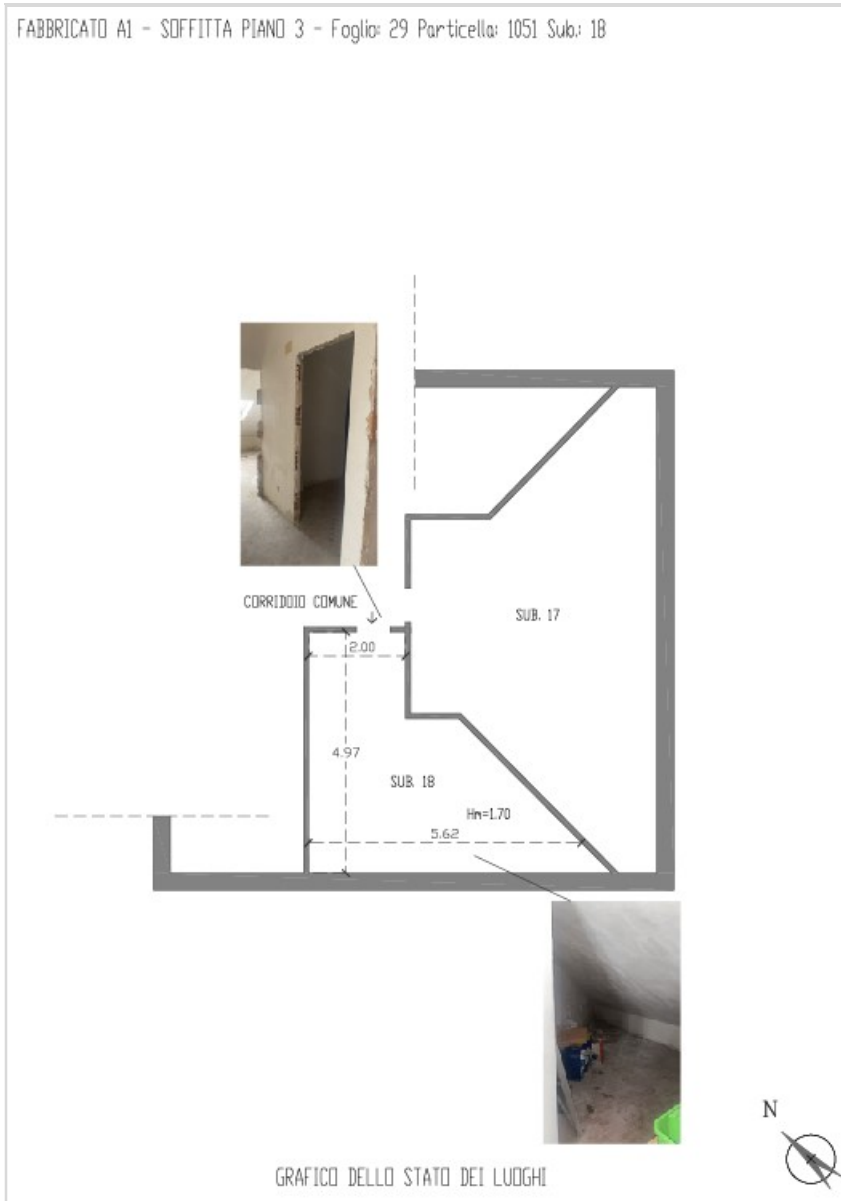 FABBRICATO A1 - SOFFITTA PIANO 3 - Foglio: 29 Particella: 1051 Sub.: 18
CORRIDOIO COMUNE
2.00
SUB. 17
4.97
SUB. 18
Hm=1.70
5.62
N
GRAFICO DELLO STATO DEI LUOGHI